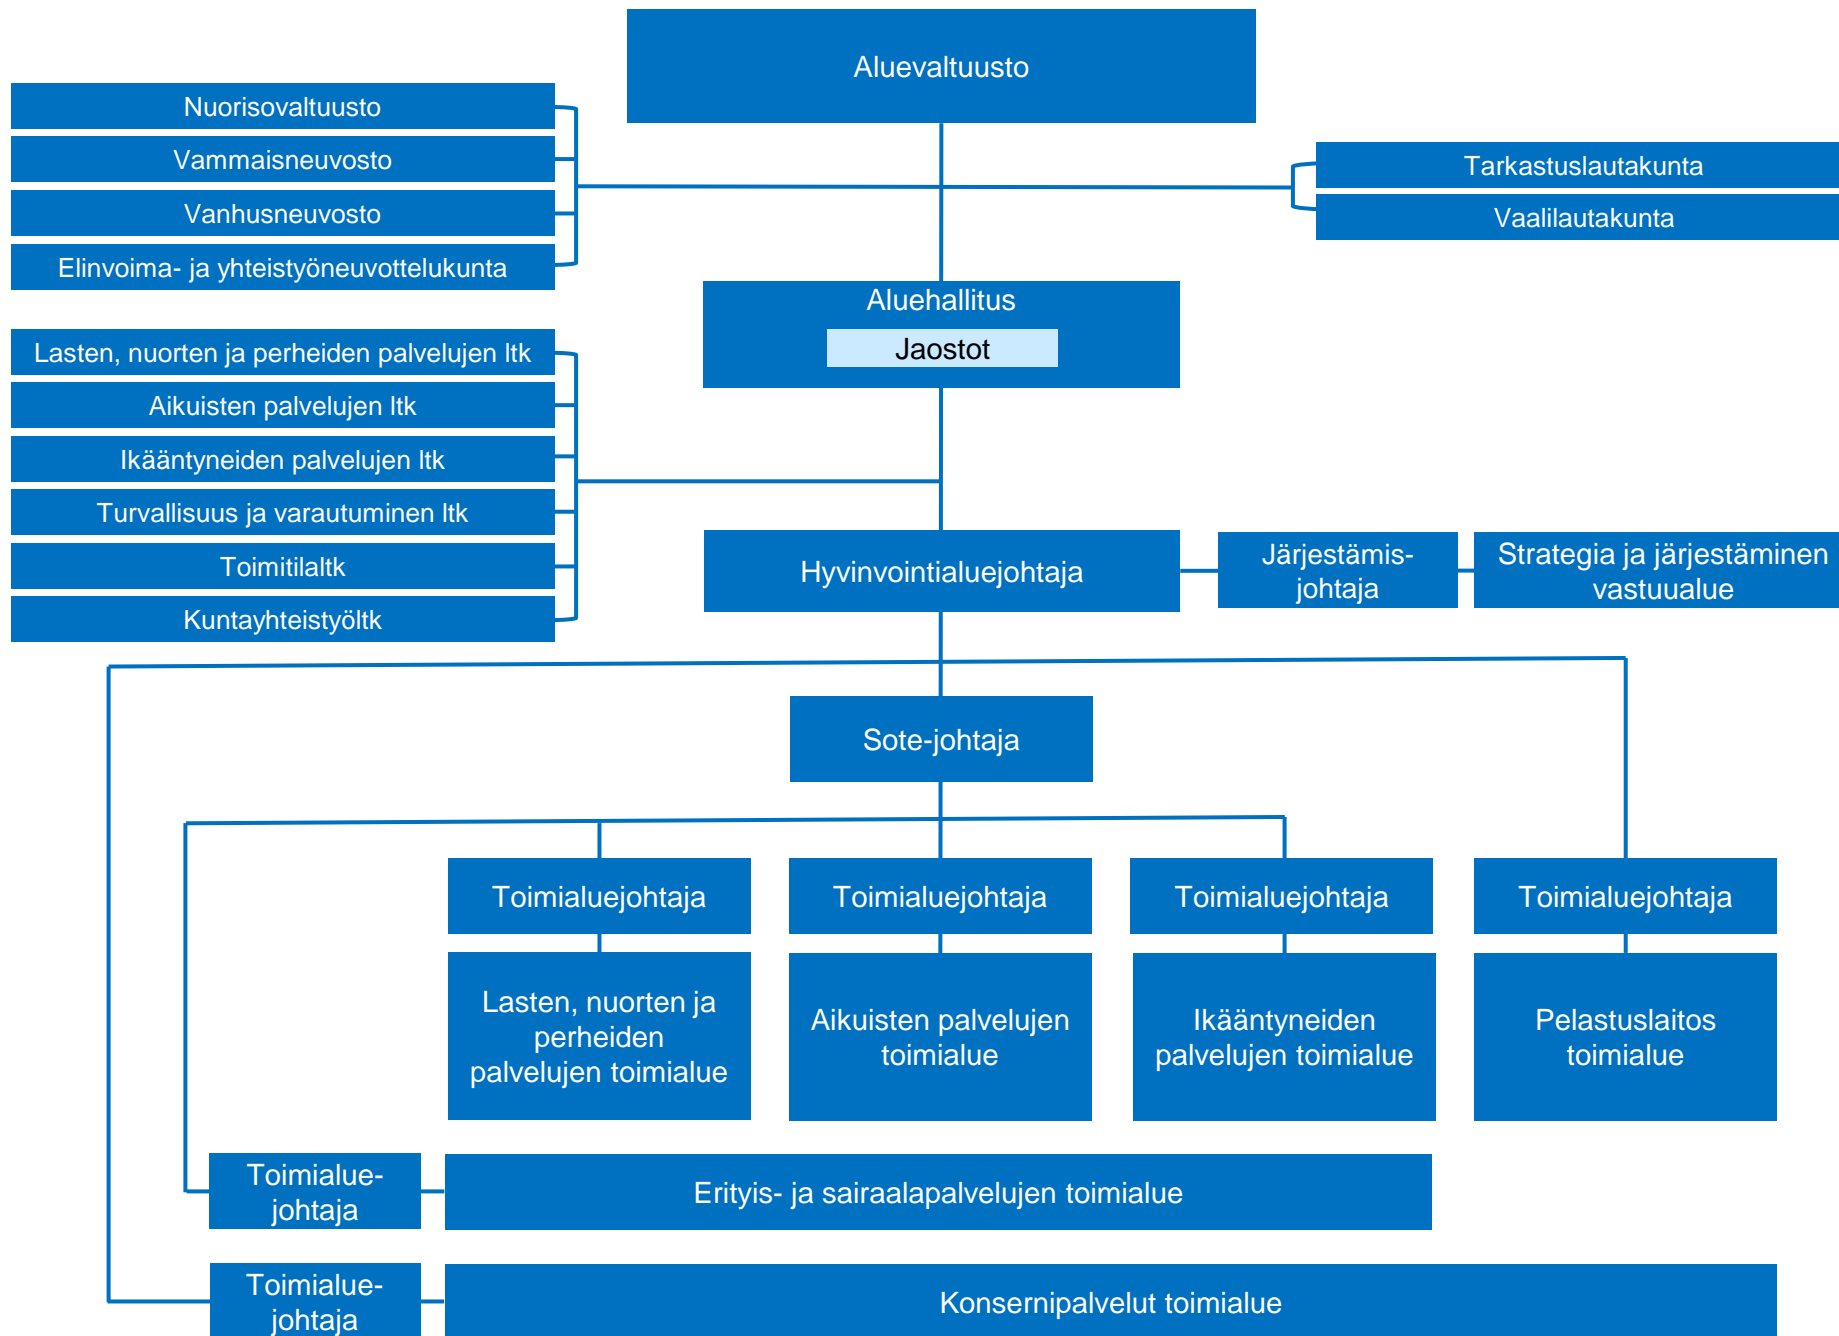 Aluevaltuusto
Nuorisovaltuusto
Vammaisneuvosto
Vanhusneuvosto
Elinvoima- ja yhteistyöneuvottelukunta
Tarkastuslautakunta
Vaalilautakunta
Aluehallitus
Jaostot
Lasten, nuorten ja perheiden palvelujen ltk
Aikuisten palvelujen ltk
Ikääntyneiden palvelujen ltk
Turvallisuus ja varautuminen ltk
Toimitilaltk
Kuntayhteistyöltk
Hyvinvointialuejohtaja
Järjestämis-
johtaja
Strategia ja järjestäminen
vastuualue
Sote-johtaja
Toimialuejohtaja
Toimialuejohtaja
Toimialuejohtaja
Toimialuejohtaja
Lasten, nuorten ja
perheiden
palvelujen toimialue
Aikuisten palvelujen
toimialue
Ikääntyneiden
palvelujen toimialue
Pelastuslaitos
toimialue
Toimialue-
johtaja
Erityis- ja sairaalapalvelujen toimialue
Toimialue-
johtaja
Konsernipalvelut toimialue